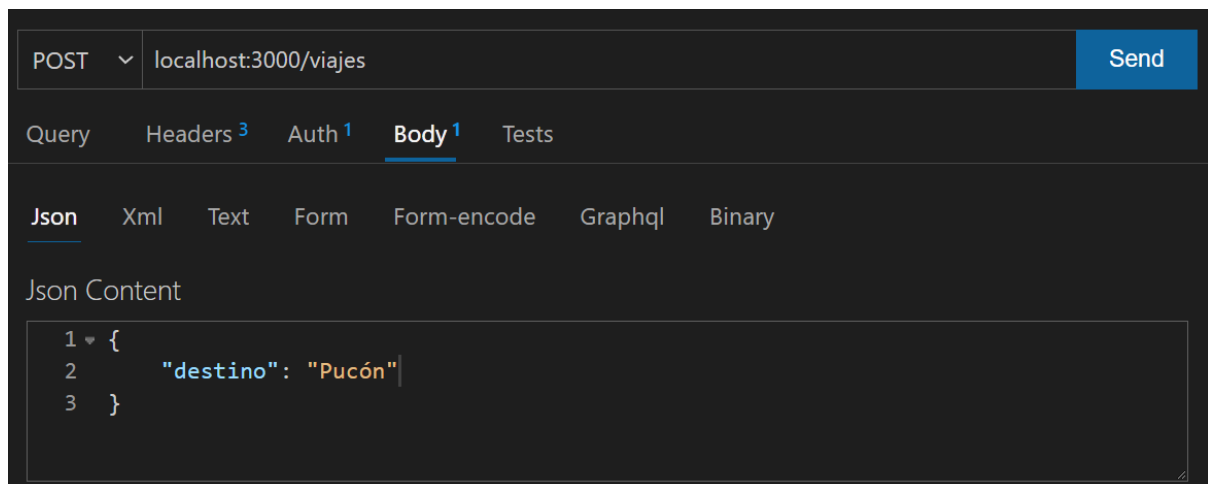 POST localhost:3000/viajes Send
Query Headers 3 Auth 1 Body 1 Tests
Json Xml Text Form Form-encode Graphql Binary
Json Content
1 {
2 "destino": "Pucón"
3 }